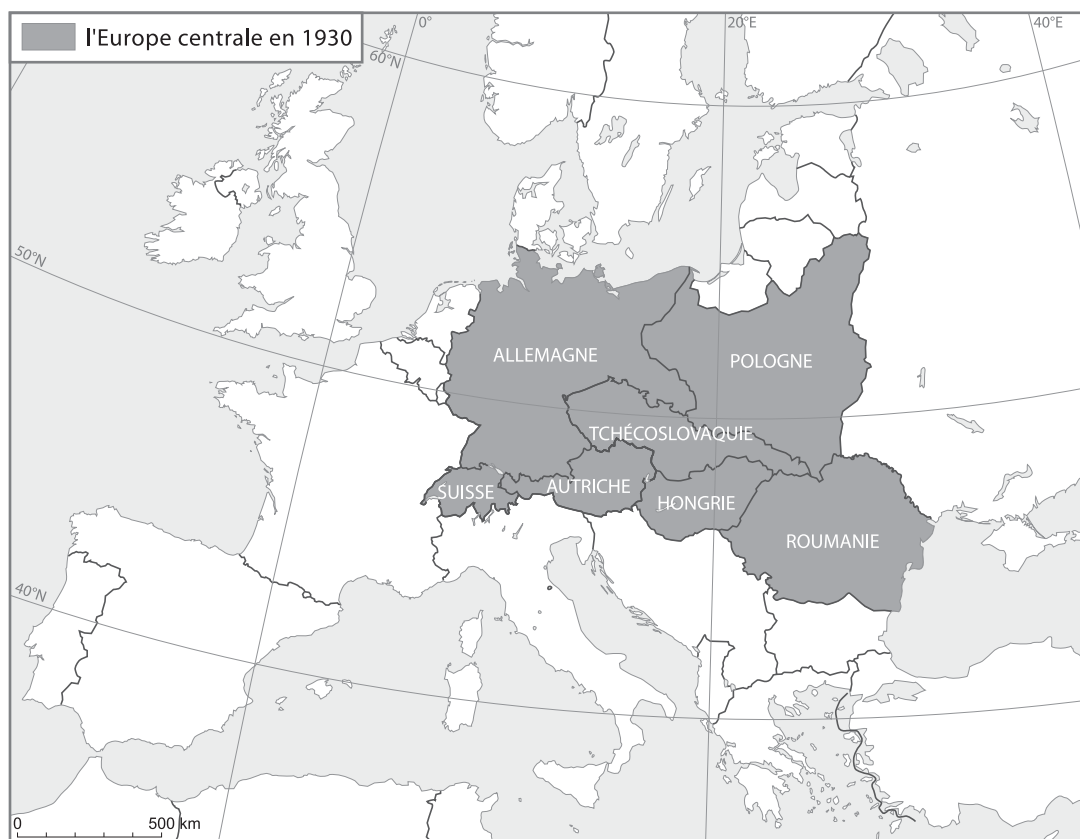 l'Europe centrale en 1930
0°
20°E
40°E
60°N
50°N
40°N
ALLEMAGNE
POLOGNE
TCHÉCOSLOVAQUIE
SUISSE
AUTRICHE
HONGRIE
ROUMANIE
0 500 km